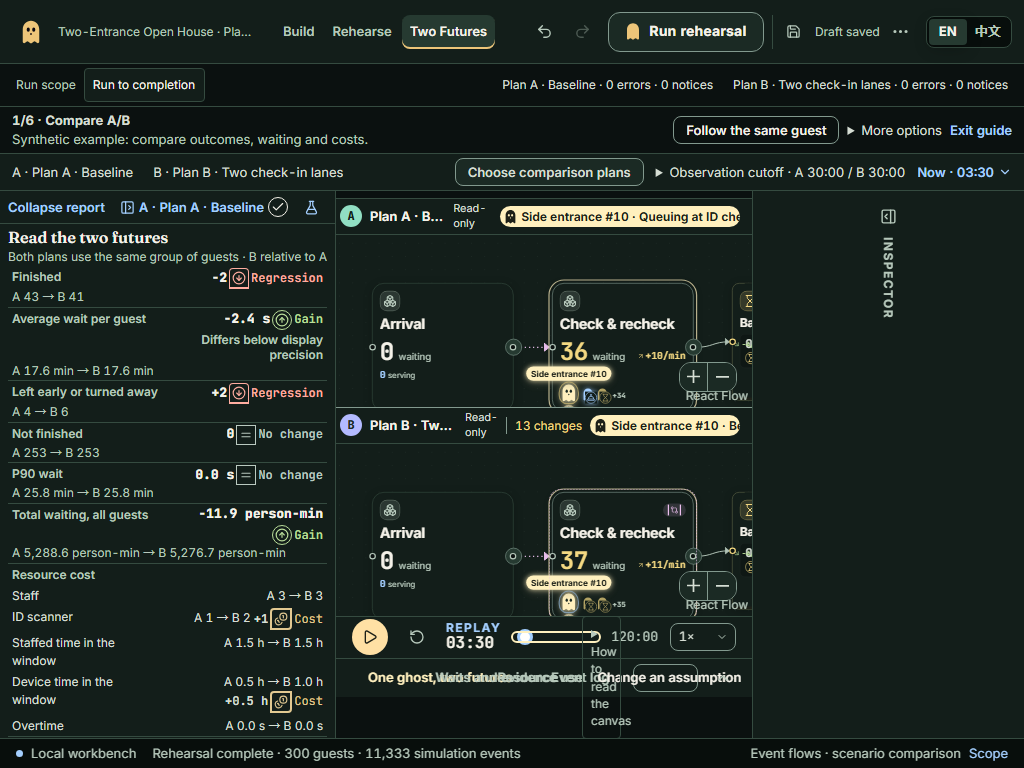 Two-Entrance Open House · Pla...
Build
Rehearse
Two Futures
Run rehearsal
Draft saved
EN
中文
Run scope
Run to completion
Plan A · Baseline · 0 errors · 0 notices
Plan B · Two check-in lanes · 0 errors · 0 notices
1/6 · Compare A/B
Synthetic example: compare outcomes, waiting and costs.
Follow the same guest
More options
Exit guide
A · Plan A · Baseline
B · Plan B · Two check-in lanes
Choose comparison plans
Observation cutoff · A 30:00 / B 30:00
Now · 03:30
Collapse report
A · Plan A · Baseline
Read the two futures
Both plans use the same group of guests · B relative to A
Finished
-2 Regression
A 43 → B 41
Average wait per guest
-2.4 s Gain
Differs below display
precision
A 17.6 min → B 17.6 min
Left early or turned away
+2 Regression
A 4 → B 6
Not finished
0 = No change
A 253 → B 253
P90 wait
0.0 s = No change
A 25.8 min → B 25.8 min
Total waiting, all guests
-11.9 person-min
Gain
A 5,288.6 person-min → B 5,276.7 person-min
Resource cost
Staff
A 3 → B 3
ID scanner
A 1 → B 2 +1 Cost
Staffed time in the
window
A 1.5 h → B 1.5 h
Device time in the
window
A 0.5 h → B 1.0 h
+0.5 h Cost
Overtime
A 0.0 s → B 0.0 s
A
Plan A · B...
Read-
only
Side entrance #10 · Queuing at ID che
Arrival
0 waiting
0 serving
Check & recheck
36 waiting
+10/min
Side entrance #10
+34
Ba
React Flow
B
Plan B · Tw...
Read-
only
13 changes
Side entrance #10 · Be
Arrival
0 waiting
0 serving
Check & recheck
37 waiting
+11/min
Side entrance #10
+35
Ba
React Flow
REPLAY
03:30
120:00
1×
One ghost, two futures
Event log
Change an assumption
How
to
read
the
canvas
INSPECTOR
Local workbench
Rehearsal complete · 300 guests · 11,333 simulation events
Event flows · scenario comparison
Scope